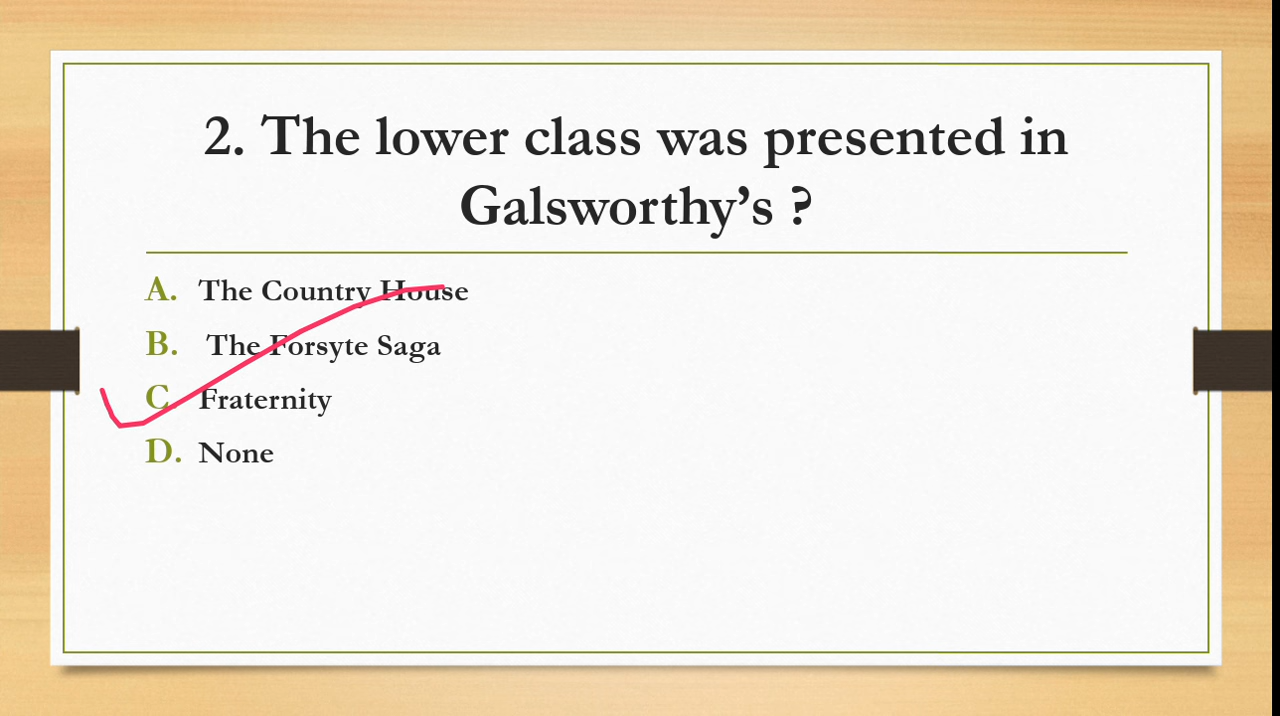 2. The lower class was presented in
Galsworthy’s ?
A. The Country House
B. The Forsyte Saga
C. Fraternity
D. None